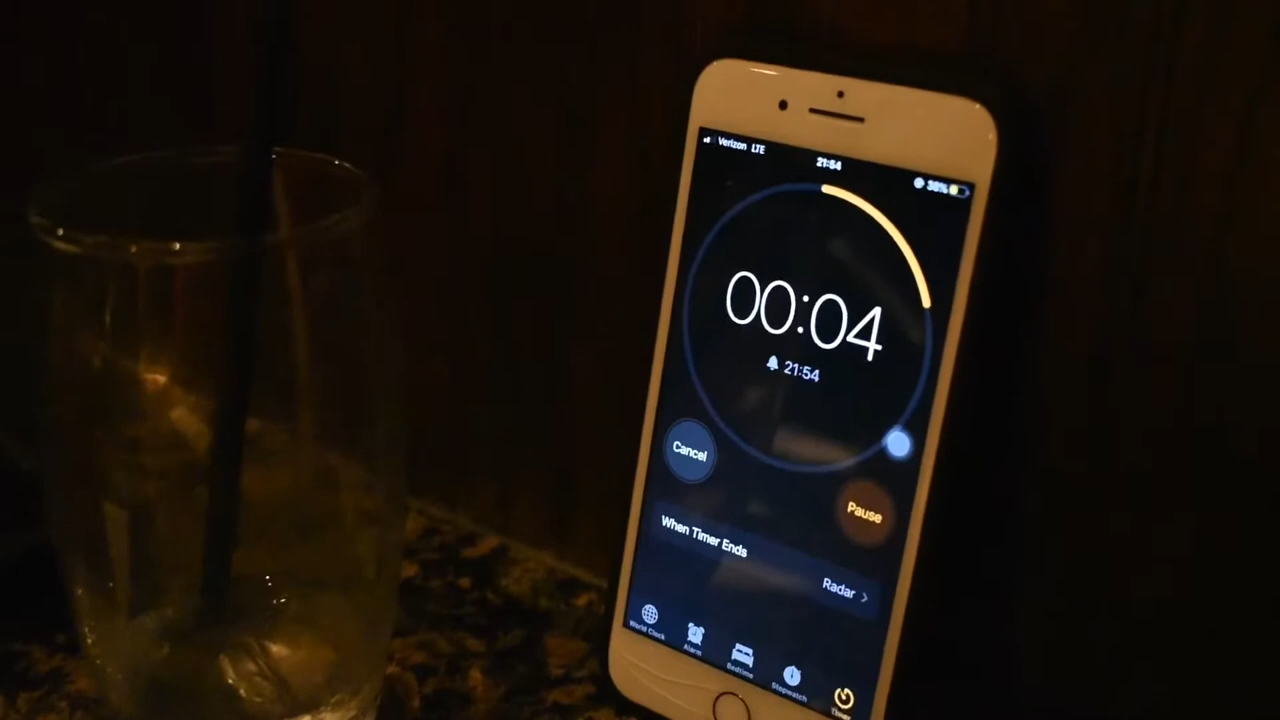 Verizon LTE
21:54
38%
00:04
21:54
Cancel
Pause
When Timer Ends
Radar
World Clock
Alarm
Bedtime
Stopwatch
Timer